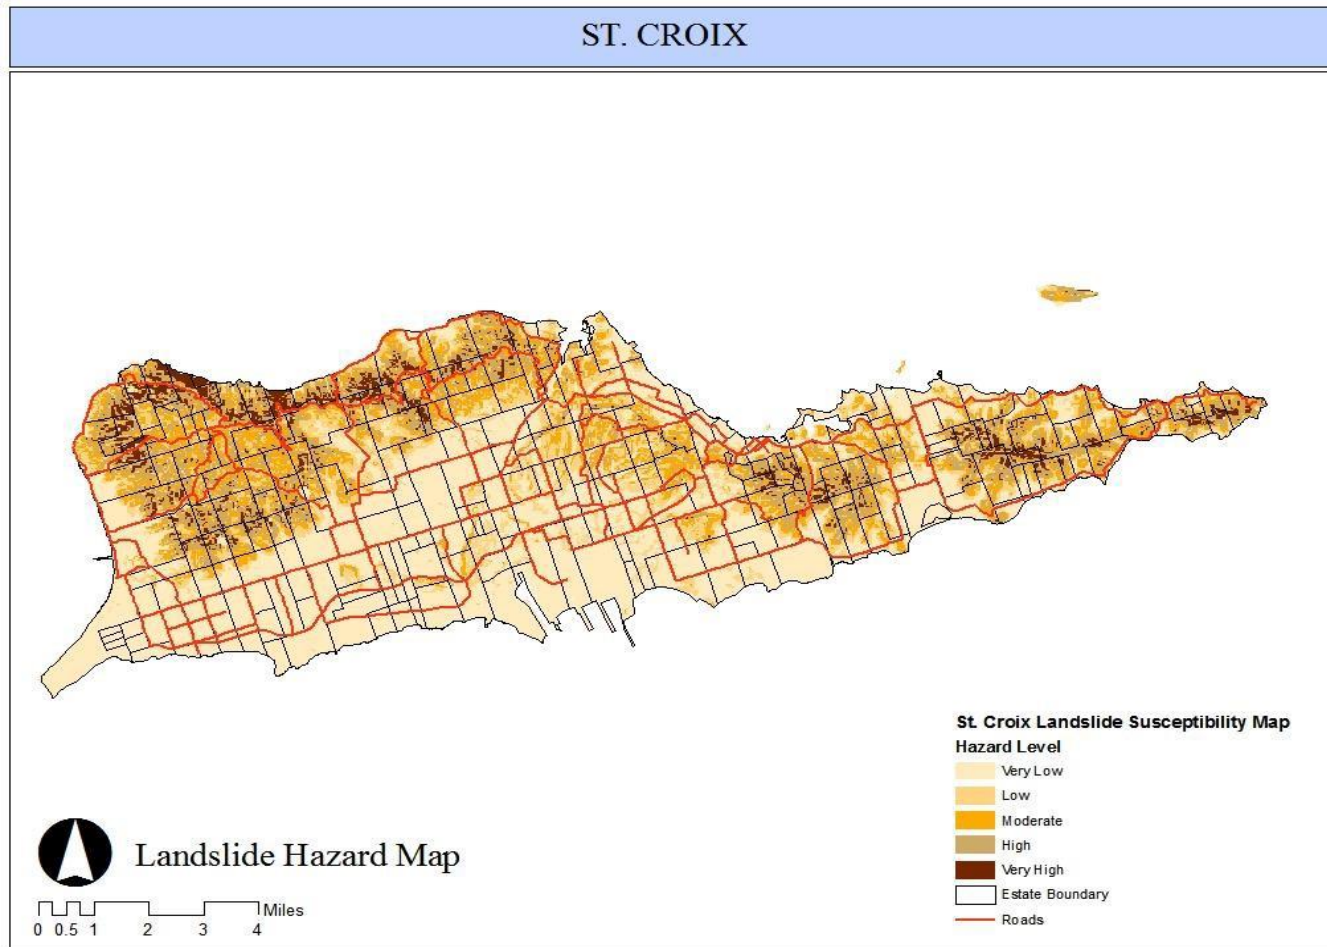 ST. CROIX
St. Croix Landslide Susceptibility Map
Hazard Level
Very Low
Low
Moderate
High
Very High
Estate Boundary
Roads
Landslide Hazard Map
Miles
0 0.5 1 2 3 4